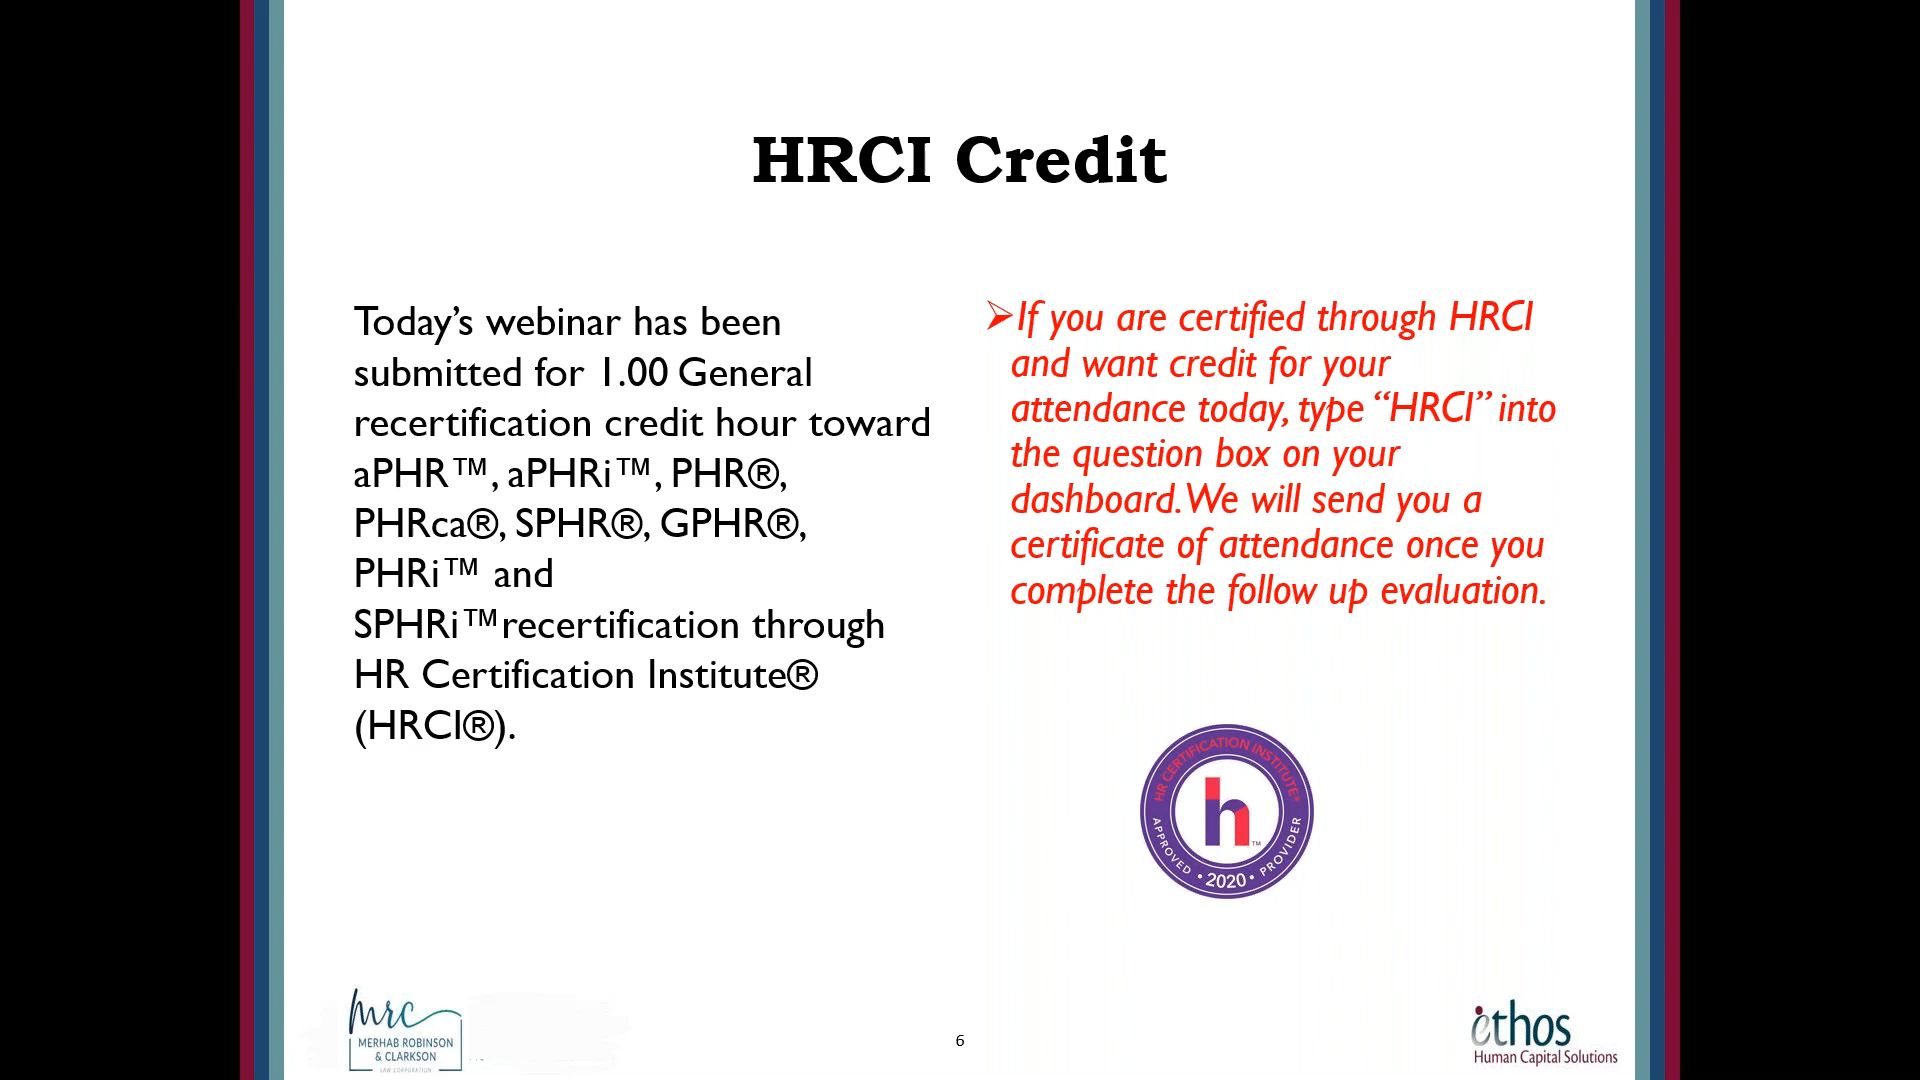 HRCI Credit
Today’s webinar has been
submitted for 1.00 General
recertification credit hour toward
aPHR™, aPHRi™, PHR®,
PHRca®, SPHR®, GPHR®,
PHRi™ and
SPHRi™recertification through
HR Certification Institute®
(HRCI®).
➢If you are certified through HRCI
and want credit for your
attendance today, type “HRCI” into
the question box on your
dashboard. We will send you a
certificate of attendance once you
complete the follow up evaluation.
HR CERTIFICATION INSTITUTE®
h™
APPROVED • 2020 • PROVIDER
mrc
MERHAB ROBINSON
& CLARKSON
LAW CORPORATION
6
ethos
Human Capital Solutions